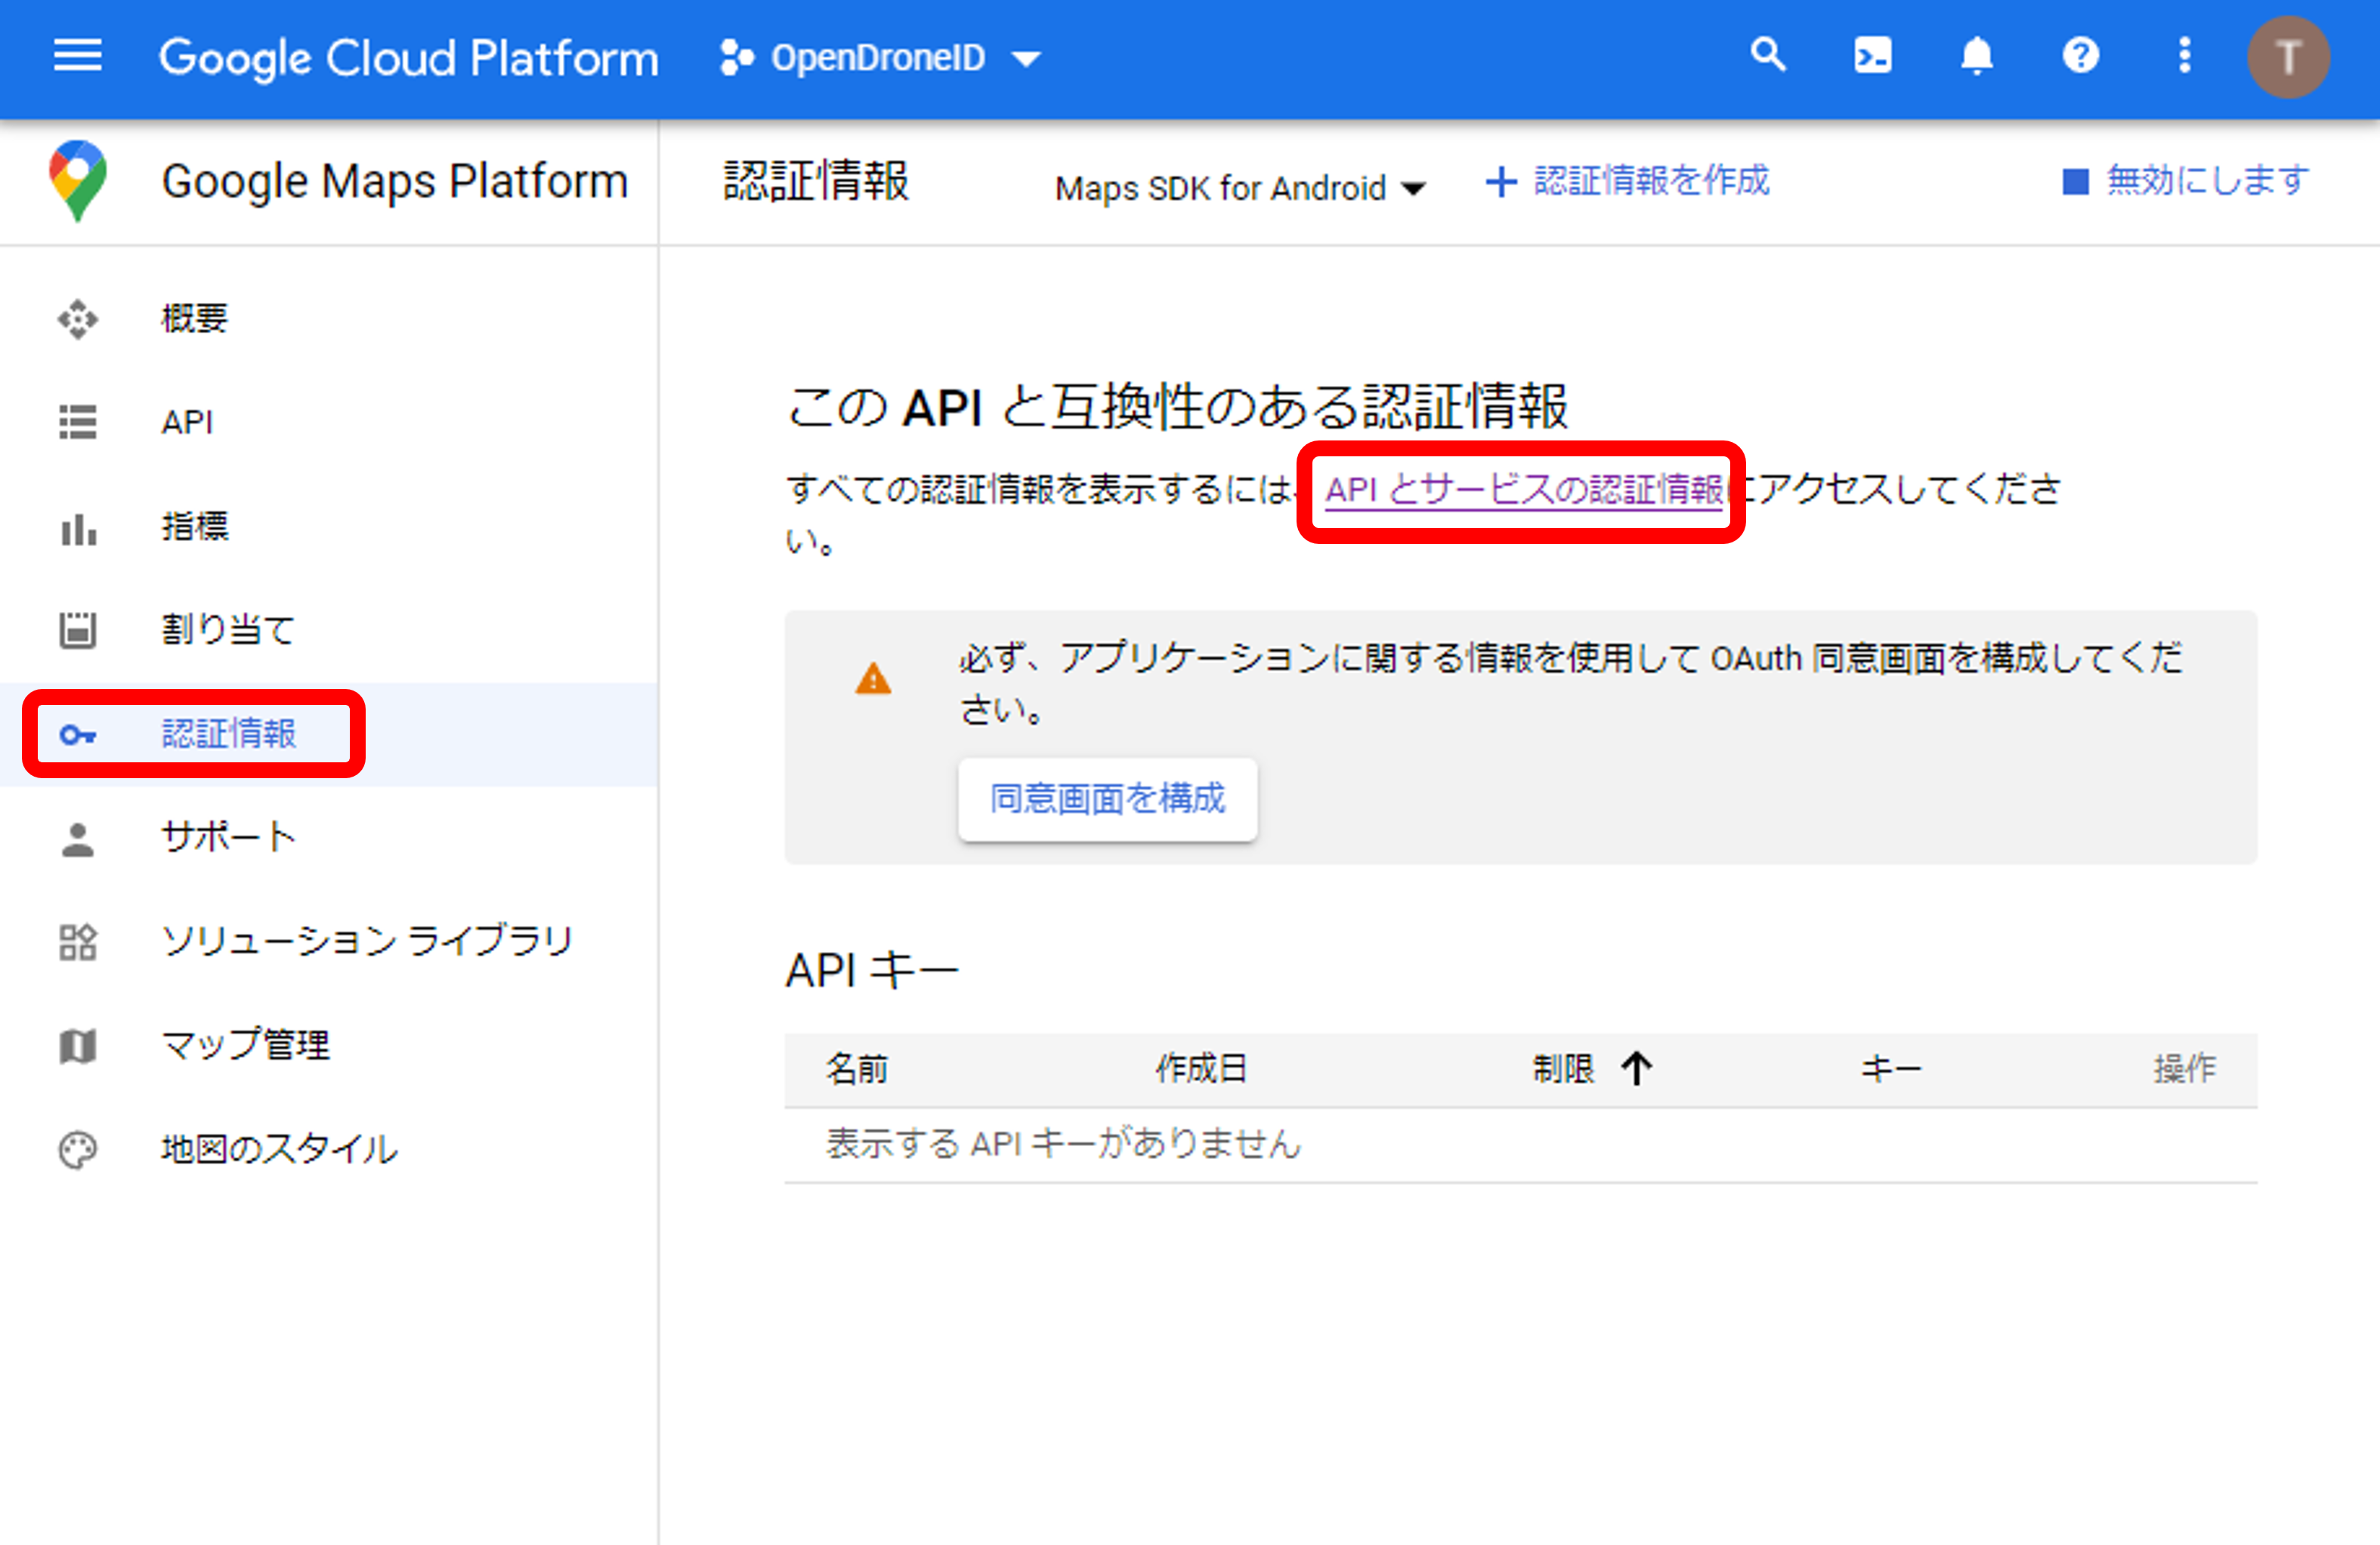 Google Cloud Platform
OpenDroneID
T
Google Maps Platform
認証情報
Maps SDK for Android
認証情報を作成
無効にします
概要
API
指標
割り当て
認証情報
サポート
ソリューション ライブラリ
マップ管理
地図のスタイル
この API と互換性のある認証情報
すべての認証情報を表示するには、API とサービスの認証情報にアクセスしてくださ
い。
必ず、アプリケーションに関する情報を使用して OAuth 同意画面を構成してくだ
さい。
同意画面を構成
API キー
名前 作成日 制限 キー 操作
表示する API キーがありません